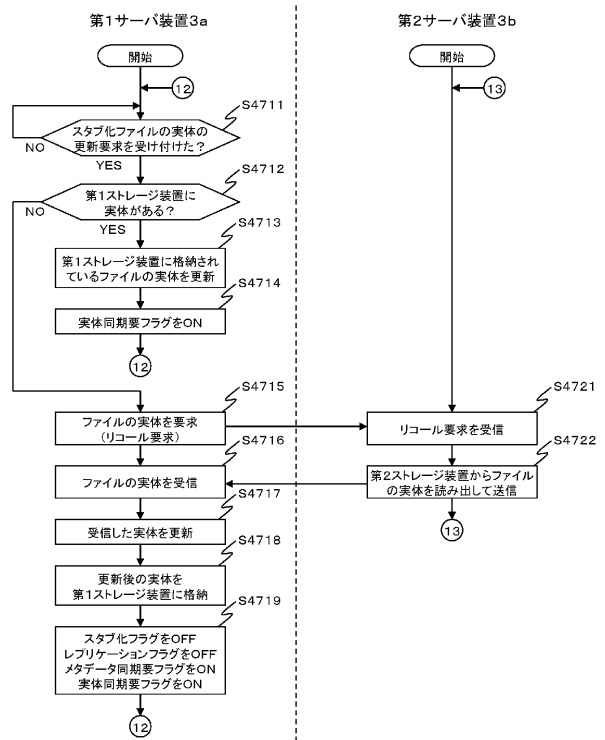 第1サーバ装置3a
第2サーバ装置3b
開始
12
S4711
スタブ化ファイルの実体の
更新要求を受け付けた?
NO
YES
S4712
第1ストレージ装置に
実体がある?
NO
YES
S4713
第1ストレージ装置に格納され
ているファイルの実体を更新
S4714
実体同期要フラグをON
12
S4715
ファイルの実体を要求
(リコール要求)
S4716
ファイルの実体を受信
S4717
受信した実体を更新
S4718
更新後の実体を
第1ストレージ装置に格納
S4719
スタブ化フラグをOFF
レプリケーションフラグをOFF
メタデータ同期要フラグをON
実体同期要フラグをON
12
開始
13
S4721
リコール要求を受信
S4722
第2ストレージ装置からファイル
の実体を読み出して送信
13